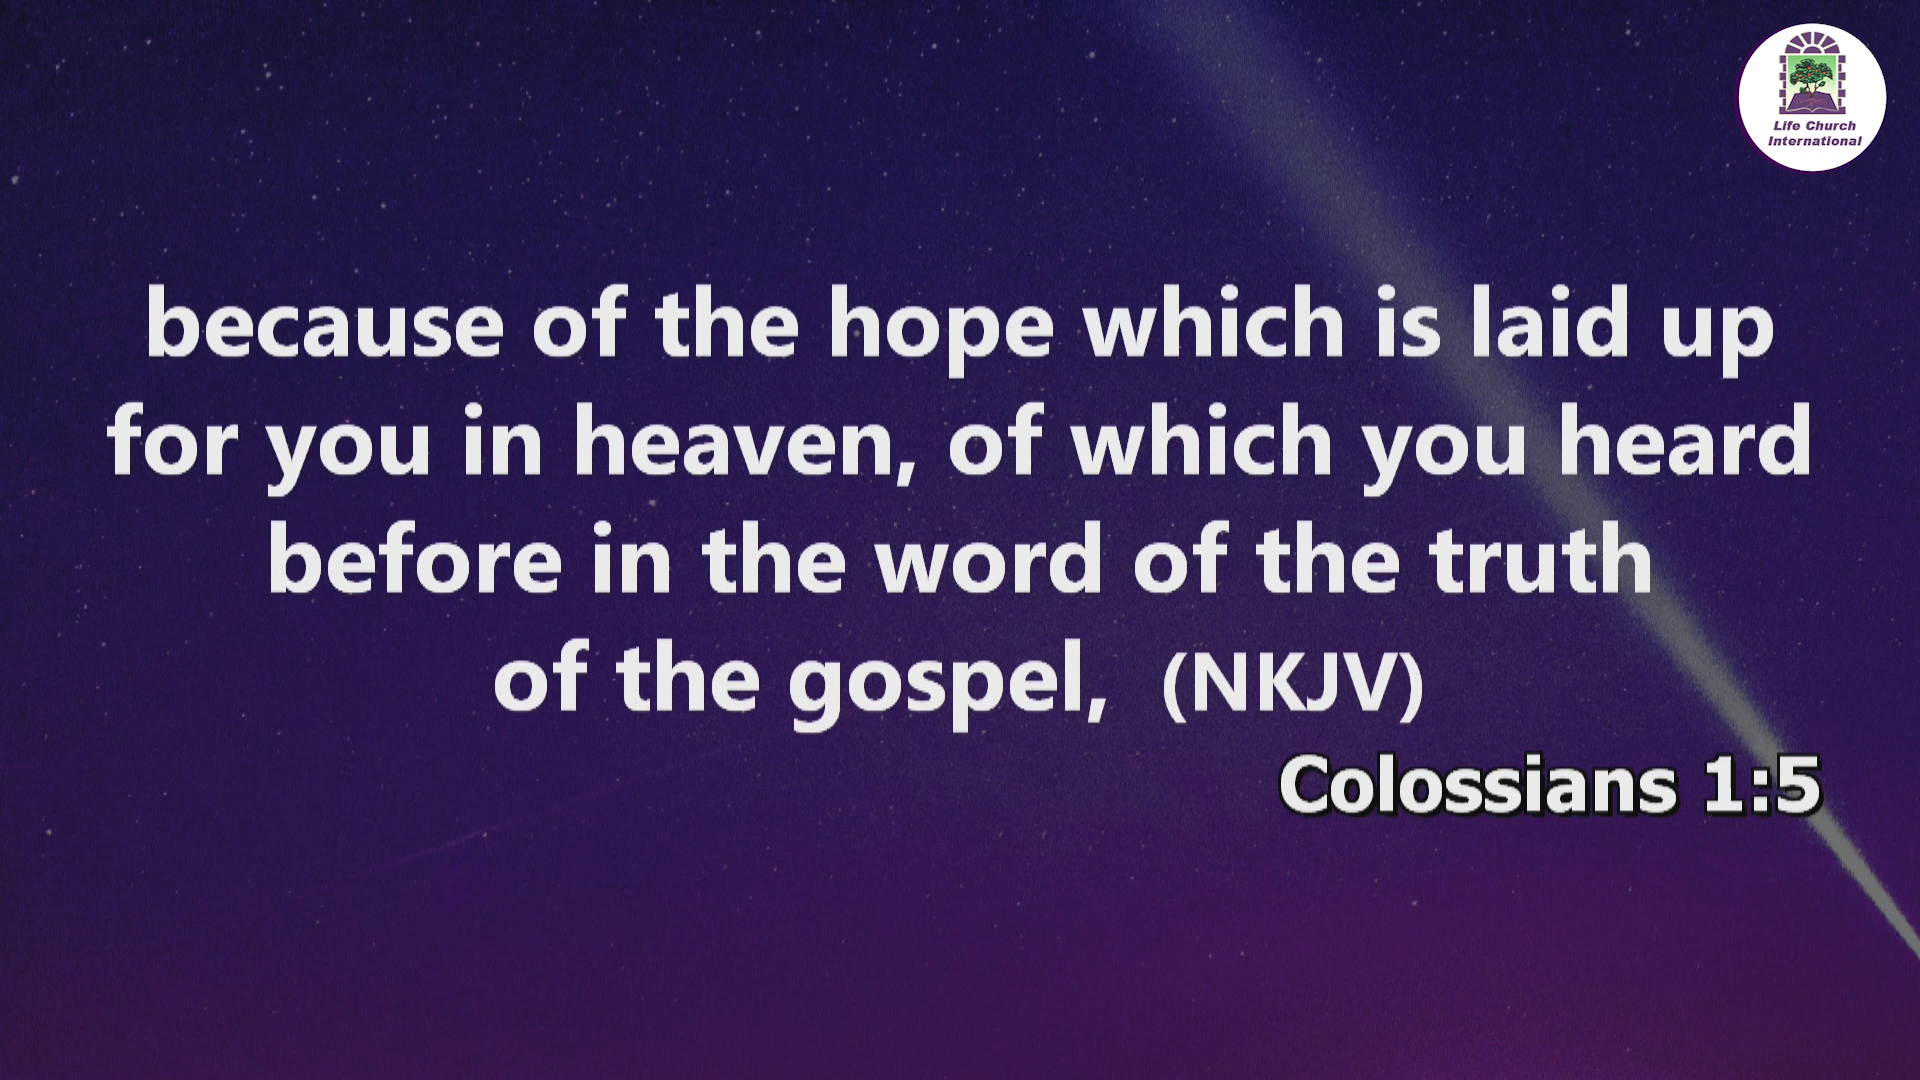 Life Church
International
because of the hope which is laid up
for you in heaven, of which you heard
before in the word of the truth
of the gospel, (NKJV)
Colossians 1:5